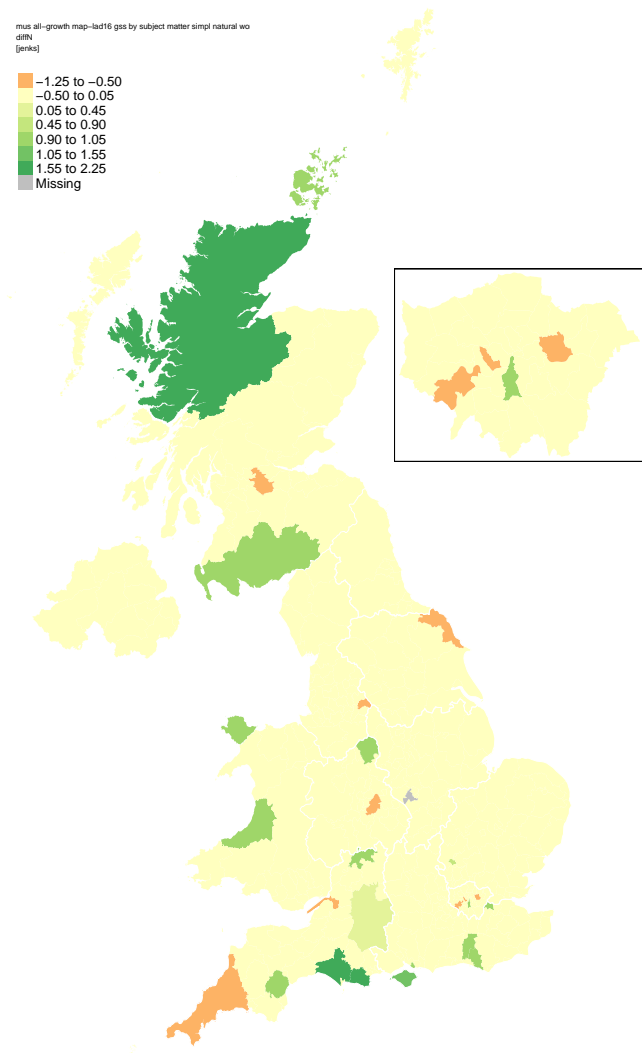 mus all−growth map−lad16 gss by subject matter simpl natural wo
diffN
[jenks]
−1.25 to −0.50
−0.50 to 0.05
0.05 to 0.45
0.45 to 0.90
0.90 to 1.05
1.05 to 1.55
1.55 to 2.25
Missing